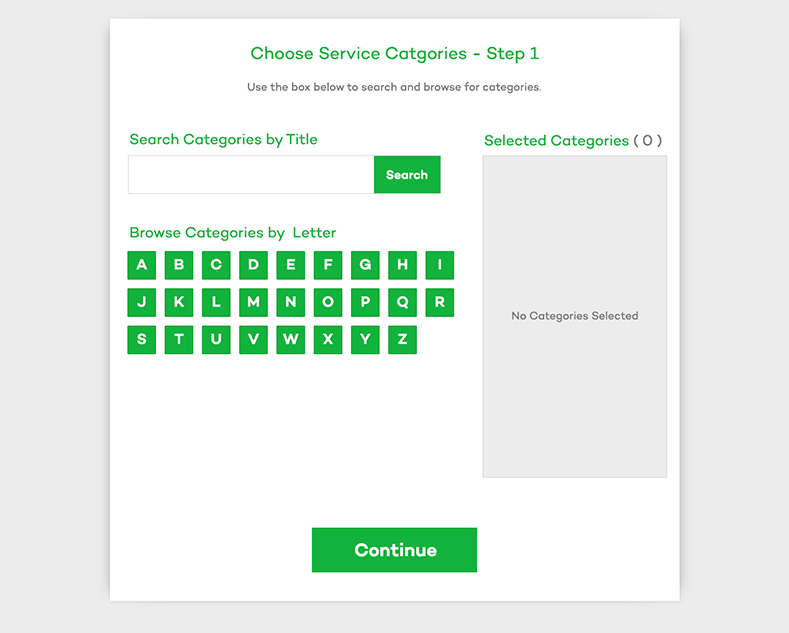 Choose Service Catgories - Step 1
Use the box below to search and browse for categories.
Search Categories by Title
Search
Selected Categories ( 0 )
Browse Categories by Letter
A B C D E F G H I
J K L M N O P Q R
S T U V W X Y Z
No Categories Selected
Continue